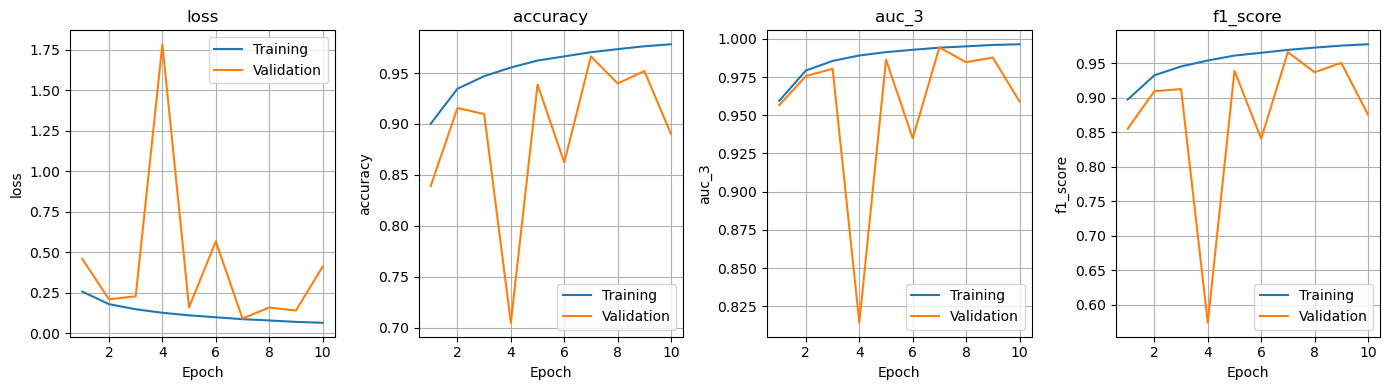 loss
loss
1.75
1.50
1.25
1.00
0.75
0.50
0.25
0.00
2 4 6 8 10
Epoch
Training
Validation
accuracy
accuracy
0.95
0.90
0.85
0.80
0.75
0.70
2 4 6 8 10
Epoch
Training
Validation
auc_3
auc_3
1.000
0.975
0.950
0.925
0.900
0.875
0.850
0.825
2 4 6 8 10
Epoch
Training
Validation
f1_score
f1_score
0.95
0.90
0.85
0.80
0.75
0.70
0.65
0.60
2 4 6 8 10
Epoch
Training
Validation